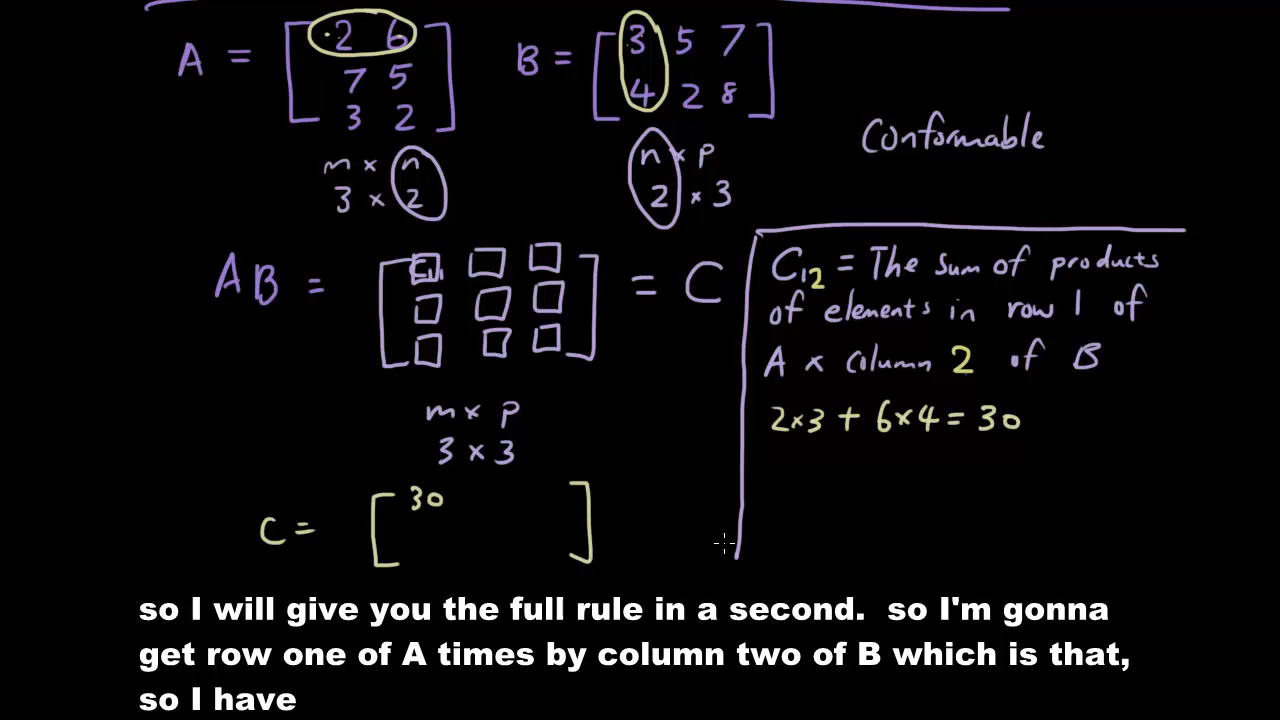 A = [ 2 6 B = [ 3 5 7
7 5
3 2 ] 4 2 8 ]
Conformable
m × n n × p
3 × 2 2 × 3
AB = [ C11 ] = C
C12 = The sum of products
of elements in row 1 of
A × column 2 of B
2×3 + 6×4 = 30
m × p
3 × 3
C = [ 30 ]
so I will give you the full rule in a second. so I'm gonna
get row one of A times by column two of B which is that,
so I have